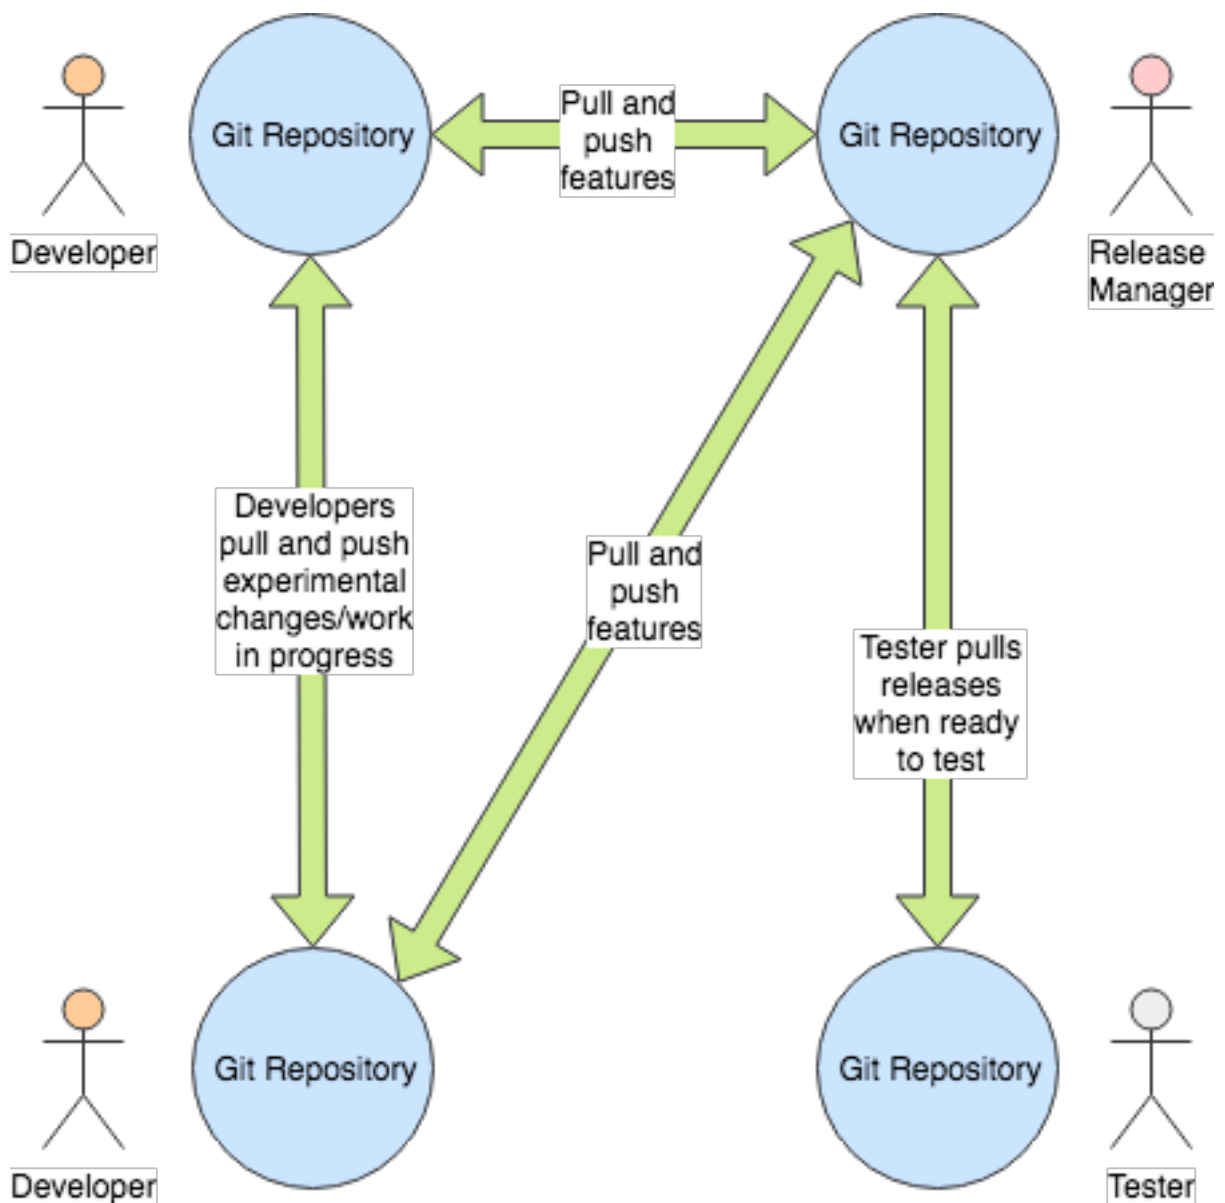 Git Repository
Pull and
push
features
Git Repository
Developer
Release
Manager
Developers
pull and push
experimental
changes/work
in progress
Pull and
push
features
Tester pulls
releases
when ready
to test
Git Repository
Git Repository
Developer
Tester